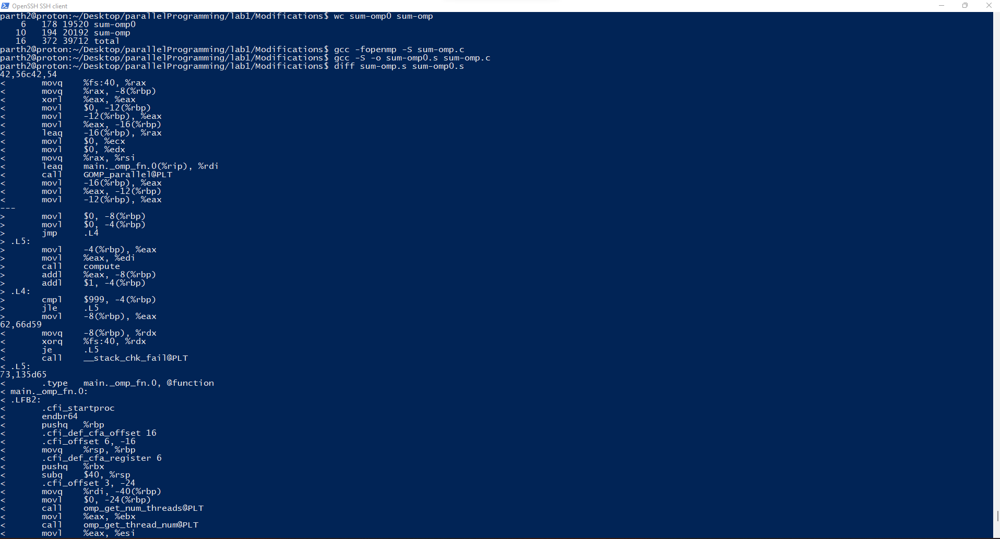 OpenSSH SSH client
parth2@proton:~/Desktop/parallelProgramming/lab1/Modifications$ wc sum-omp0 sum-omp
    6   178 19520 sum-omp0
   10   194 20192 sum-omp
   16   372 39712 total
parth2@proton:~/Desktop/parallelProgramming/lab1/Modifications$ gcc -fopenmp -S sum-omp.c
parth2@proton:~/Desktop/parallelProgramming/lab1/Modifications$ gcc -S -o sum-omp0.s sum-omp.c
parth2@proton:~/Desktop/parallelProgramming/lab1/Modifications$ diff sum-omp.s sum-omp0.s
42,56c42,54
<       movq    %fs:40, %rax
<       movq    %rax, -8(%rbp)
<       xorl    %eax, %eax
<       movl    $0, -12(%rbp)
<       movl    -12(%rbp), %eax
<       movl    %eax, -16(%rbp)
<       leaq    -16(%rbp), %rax
<       movl    $0, %ecx
<       movl    $0, %edx
<       movq    %rax, %rsi
<       leaq    main._omp_fn.0(%rip), %rdi
<       call    GOMP_parallel@PLT
<       movl    -16(%rbp), %eax
<       movl    %eax, -12(%rbp)
<       movl    -12(%rbp), %eax
---
>       movl    $0, -8(%rbp)
>       movl    $0, -4(%rbp)
>       jmp     .L4
> .L5:
>       movl    -4(%rbp), %eax
>       movl    %eax, %edi
>       call    compute
>       addl    %eax, -8(%rbp)
>       addl    $1, -4(%rbp)
> .L4:
>       cmpl    $999, -4(%rbp)
>       jle     .L5
>       movl    -8(%rbp), %eax
62,66d59
<       movq    -8(%rbp), %rdx
<       xorq    %fs:40, %rdx
<       je      .L5
<       call    __stack_chk_fail@PLT
< .L5:
73,135d65
<       .type   main._omp_fn.0, @function
< main._omp_fn.0:
< .LFB2:
<       .cfi_startproc
<       endbr64
<       pushq   %rbp
<       .cfi_def_cfa_offset 16
<       .cfi_offset 6, -16
<       movq    %rsp, %rbp
<       .cfi_def_cfa_register 6
<       pushq   %rbx
<       subq    $40, %rsp
<       .cfi_offset 3, -24
<       movq    %rdi, -40(%rbp)
<       movl    $0, -24(%rbp)
<       call    omp_get_num_threads@PLT
<       movl    %eax, %ebx
<       call    omp_get_thread_num@PLT
<       movl    %eax, %esi